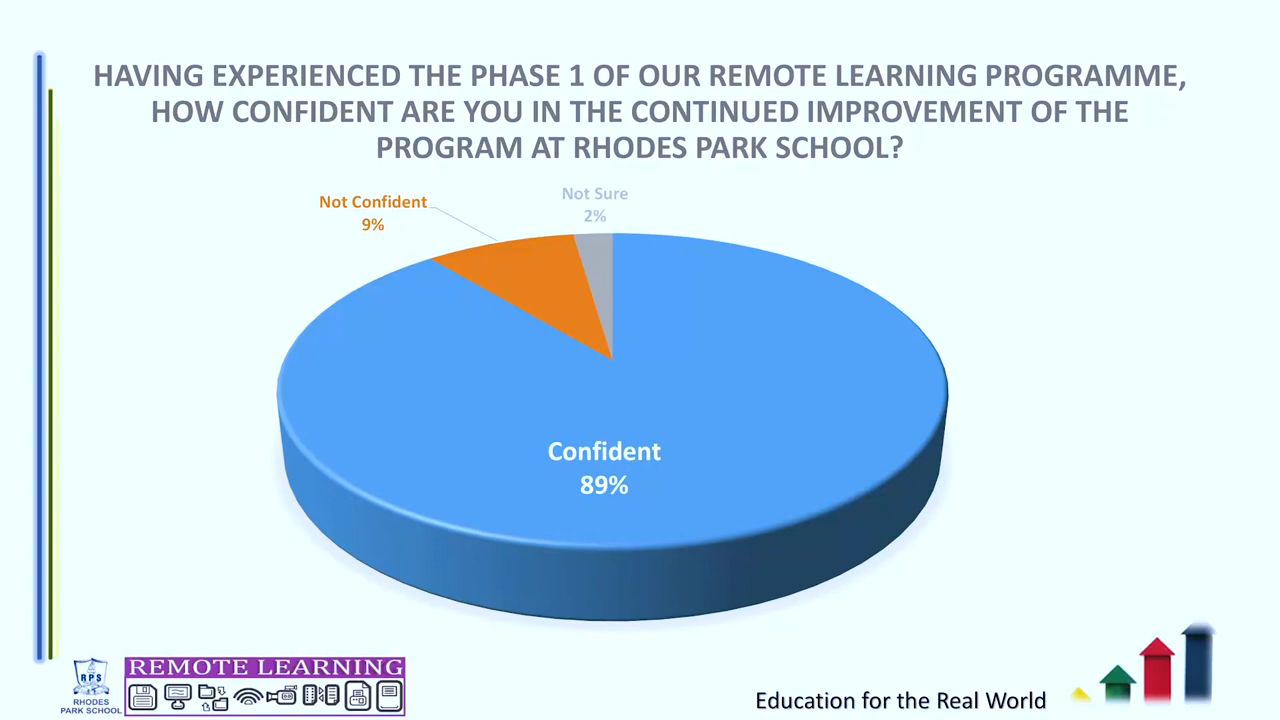 HAVING EXPERIENCED THE PHASE 1 OF OUR REMOTE LEARNING PROGRAMME,
HOW CONFIDENT ARE YOU IN THE CONTINUED IMPROVEMENT OF THE
PROGRAM AT RHODES PARK SCHOOL?
Not Confident
9%
Not Sure
2%
Confident
89%
RPS
RHODES
PARK SCHOOL
REMOTE LEARNING
Education for the Real World